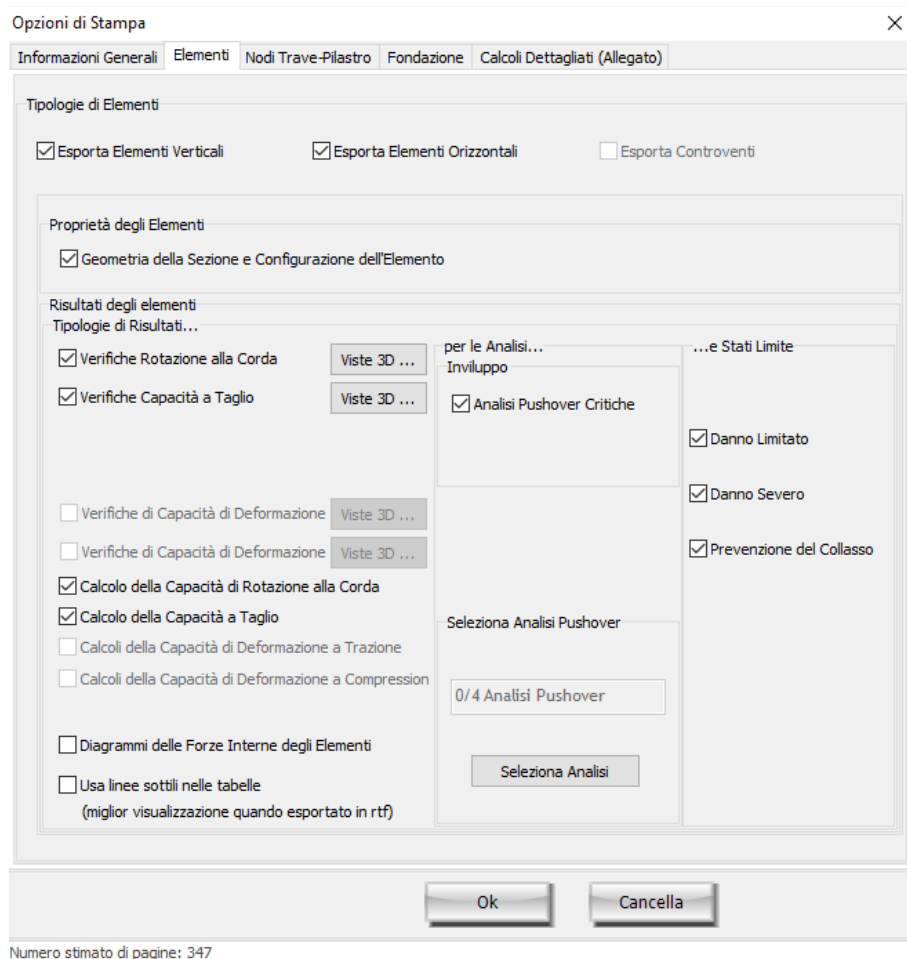 Opzioni di Stampa
Informazioni Generali Elementi Nodi Trave-Pilastro Fondazione Calcoli Dettagliati (Allegato)
Tipologie di Elementi
Esporta Elementi Verticali Esporta Elementi Orizzontali Esporta Controventi
Proprietà degli Elementi
Geometria della Sezione e Configurazione dell'Elemento
Risultati degli elementi
Tipologie di Risultati...
Verifiche Rotazione alla Corda Viste 3D ...
Verifiche Capacità a Taglio Viste 3D ...
Verifiche di Capacità di Deformazione Viste 3D ...
Verifiche di Capacità di Deformazione Viste 3D ...
Calcolo della Capacità di Rotazione alla Corda
Calcolo della Capacità a Taglio
Calcoli della Capacità di Deformazione a Trazione
Calcoli della Capacità di Deformazione a Compression
Diagrammi delle Forze Interne degli Elementi
Usa linee sottili nelle tabelle
(miglior visualizzazione quando esportato in rtf)
per le Analisi...
Inviluppo
Analisi Pushover Critiche
Seleziona Analisi Pushover
0/4 Analisi Pushover
Seleziona Analisi
...e Stati Limite
Danno Limitato
Danno Severo
Prevenzione del Collasso
Ok Cancella
Numero stimato di pagine: 347